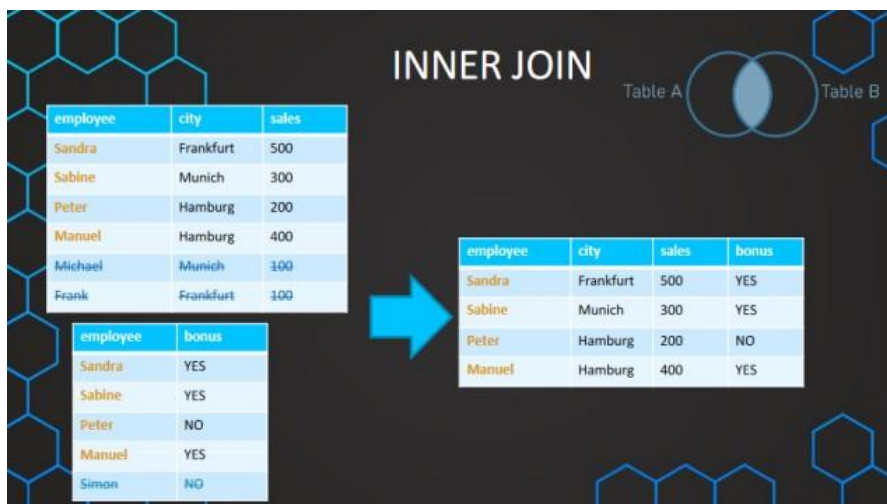 INNER JOIN
Table A
Table B
employee city sales
Sandra Frankfurt 500
Sabine Munich 300
Peter Hamburg 200
Manuel Hamburg 400
Michael Munich 100
Frank Frankfurt 100
employee bonus
Sandra YES
Sabine YES
Peter NO
Manuel YES
Simon NO
employee city sales bonus
Sandra Frankfurt 500 YES
Sabine Munich 300 YES
Peter Hamburg 200 NO
Manuel Hamburg 400 YES